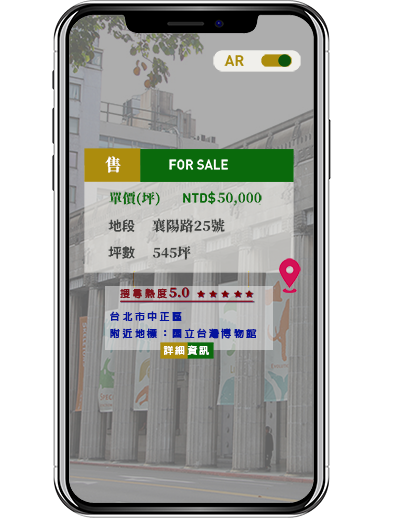 AR
售 FOR SALE
單價(坪) NTD$50,000
地段 襄陽路25號
坪數 545坪
搜尋熱度5.0 ★★★★★
台北市中正區
附近地標：國立台灣博物館
詳細資訊